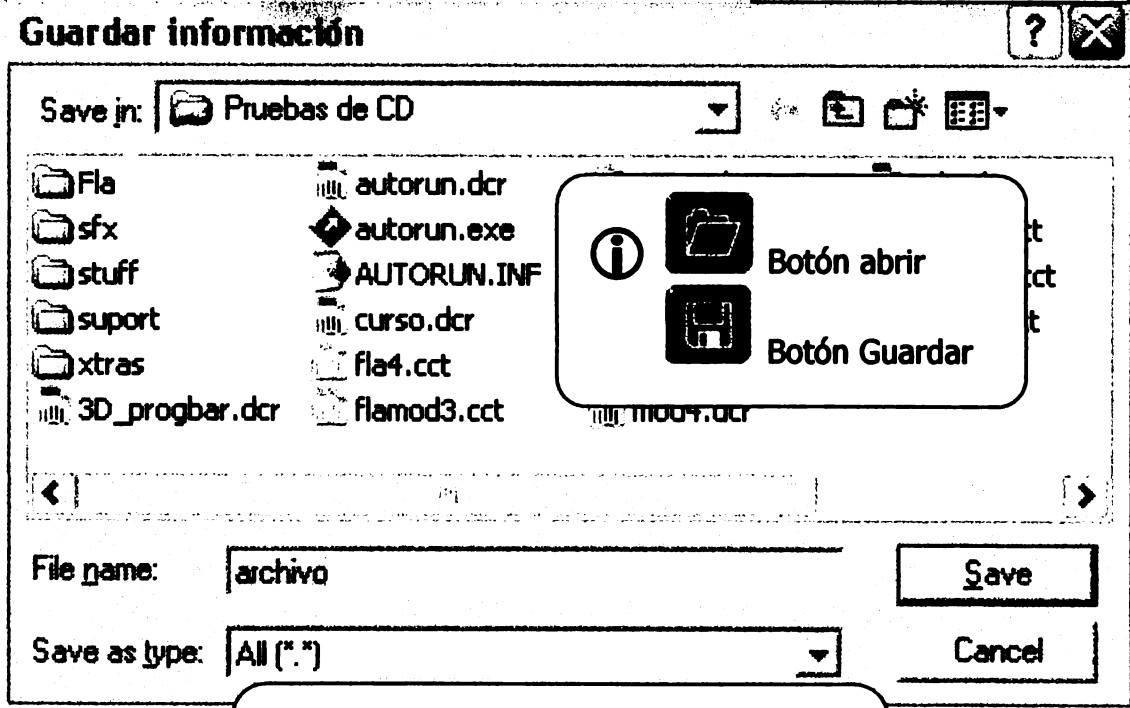 Guardar información
Save in: Pruebas de CD
Fla
sfx
stuff
suport
xtras
3D_progbar.dcr
autorun.dcr
autorun.exe
AUTORUN.INF
curso.dcr
fla4.cct
flamod3.cct
mod4.dcr
Botón abrir
Botón Guardar
File name: archivo
Save
Save as type: All (*.*)
Cancel